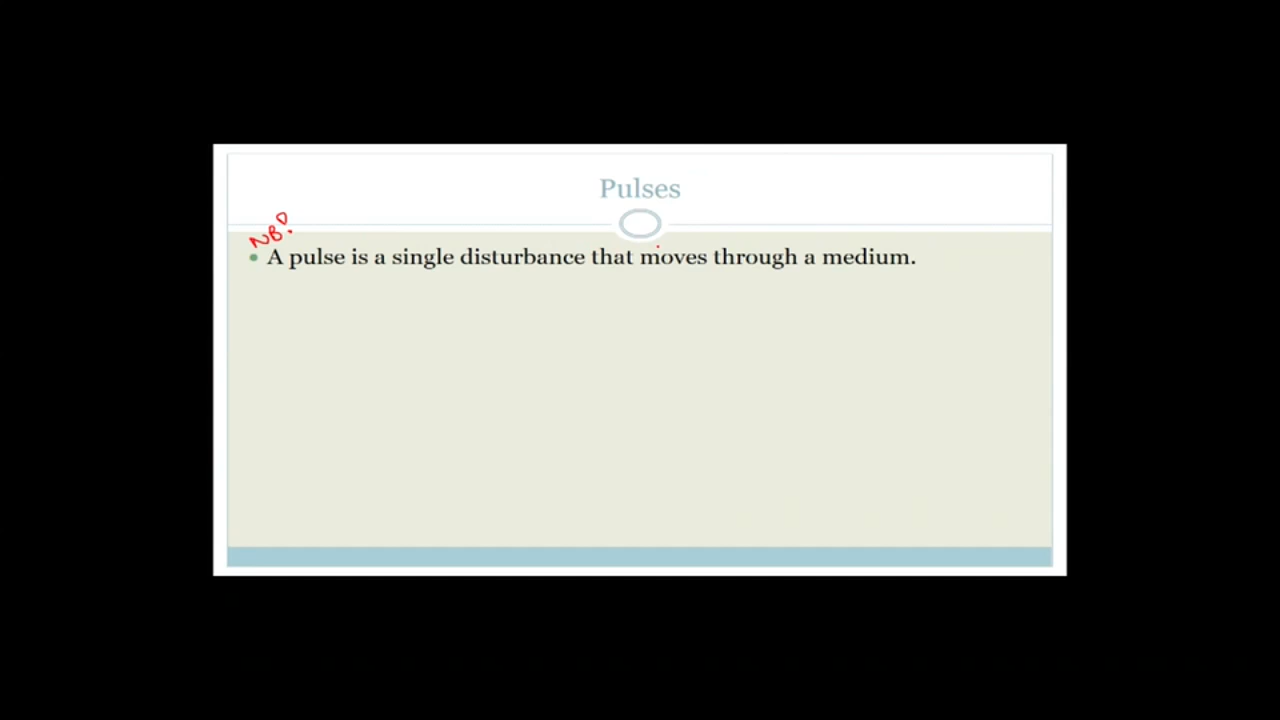 Pulses
NB!
• A pulse is a single disturbance that moves through a medium.